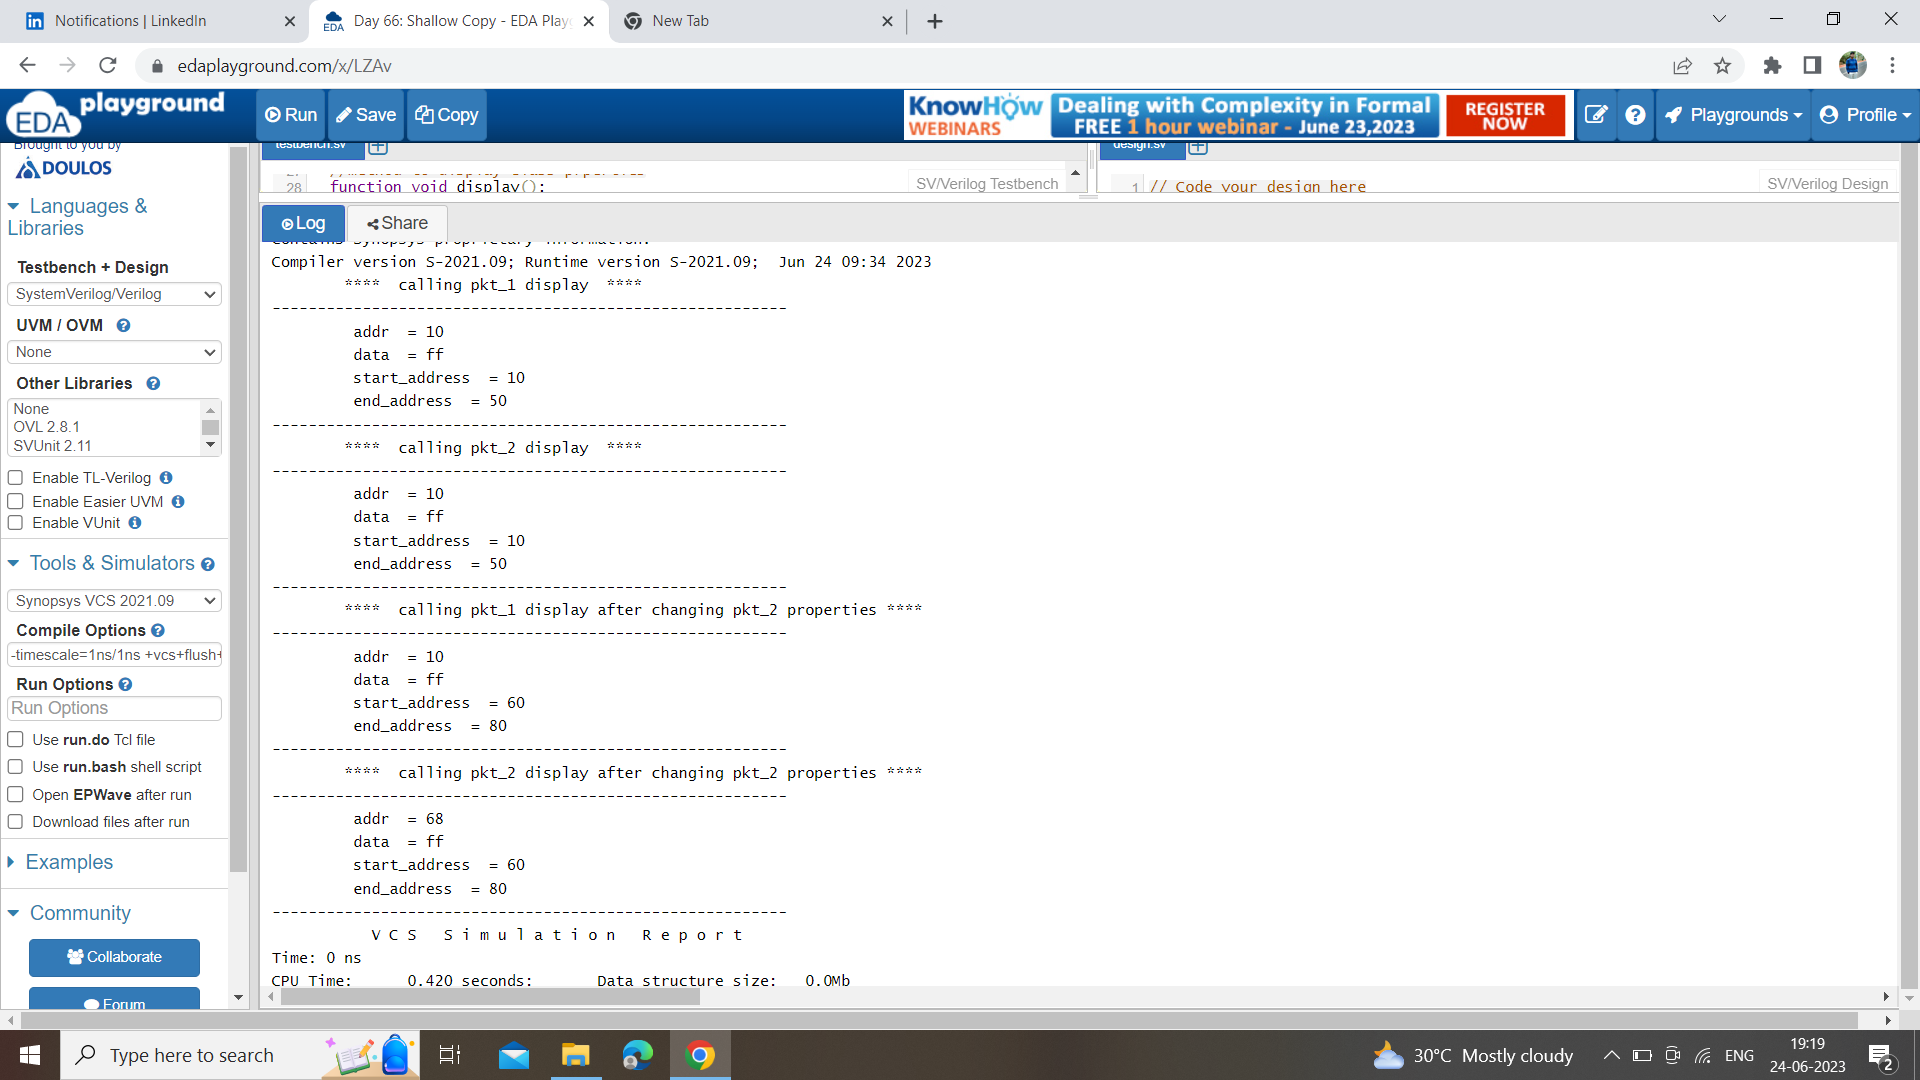 Notifications | LinkedIn
Day 66: Shallow Copy - EDA Play
New Tab
edaplayground.com/x/LZAv
EDA playground
Run
Save
Copy
KnowHow WEBINARS
Dealing with Complexity in Formal
FREE 1 hour webinar - June 23,2023
REGISTER NOW
Playgrounds
Profile
Brought to you by
DOULOS
Languages & Libraries
Testbench + Design
SystemVerilog/Verilog
UVM / OVM
None
Other Libraries
None
OVL 2.8.1
SVUnit 2.11
Enable TL-Verilog
Enable Easier UVM
Enable VUnit
Tools & Simulators
Synopsys VCS 2021.09
Compile Options
-timescale=1ns/1ns +vcs+flush+
Run Options
Run Options
Use run.do Tcl file
Use run.bash shell script
Open EPWave after run
Download files after run
Examples
Community
Collaborate
Forum
testbench.sv
28 function void display();
SV/Verilog Testbench
design.sv
1 // Code your design here
SV/Verilog Design
Log
Share
Contains Synopsys proprietary information.
Compiler version S-2021.09; Runtime version S-2021.09;  Jun 24 09:34 2023
****  calling pkt_1 display  ****
---------------------------------------------------------
addr  = 10
data  = ff
start_address  = 10
end_address  = 50
---------------------------------------------------------
****  calling pkt_2 display  ****
---------------------------------------------------------
addr  = 10
data  = ff
start_address  = 10
end_address  = 50
---------------------------------------------------------
****  calling pkt_1 display after changing pkt_2 properties ****
---------------------------------------------------------
addr  = 10
data  = ff
start_address  = 60
end_address  = 80
---------------------------------------------------------
****  calling pkt_2 display after changing pkt_2 properties ****
---------------------------------------------------------
addr  = 68
data  = ff
start_address  = 60
end_address  = 80
---------------------------------------------------------
V C S   S i m u l a t i o n   R e p o r t
Time: 0 ns
CPU Time:      0.420 seconds;       Data structure size:   0.0Mb
Type here to search
30°C Mostly cloudy
ENG
19:19
24-06-2023
2